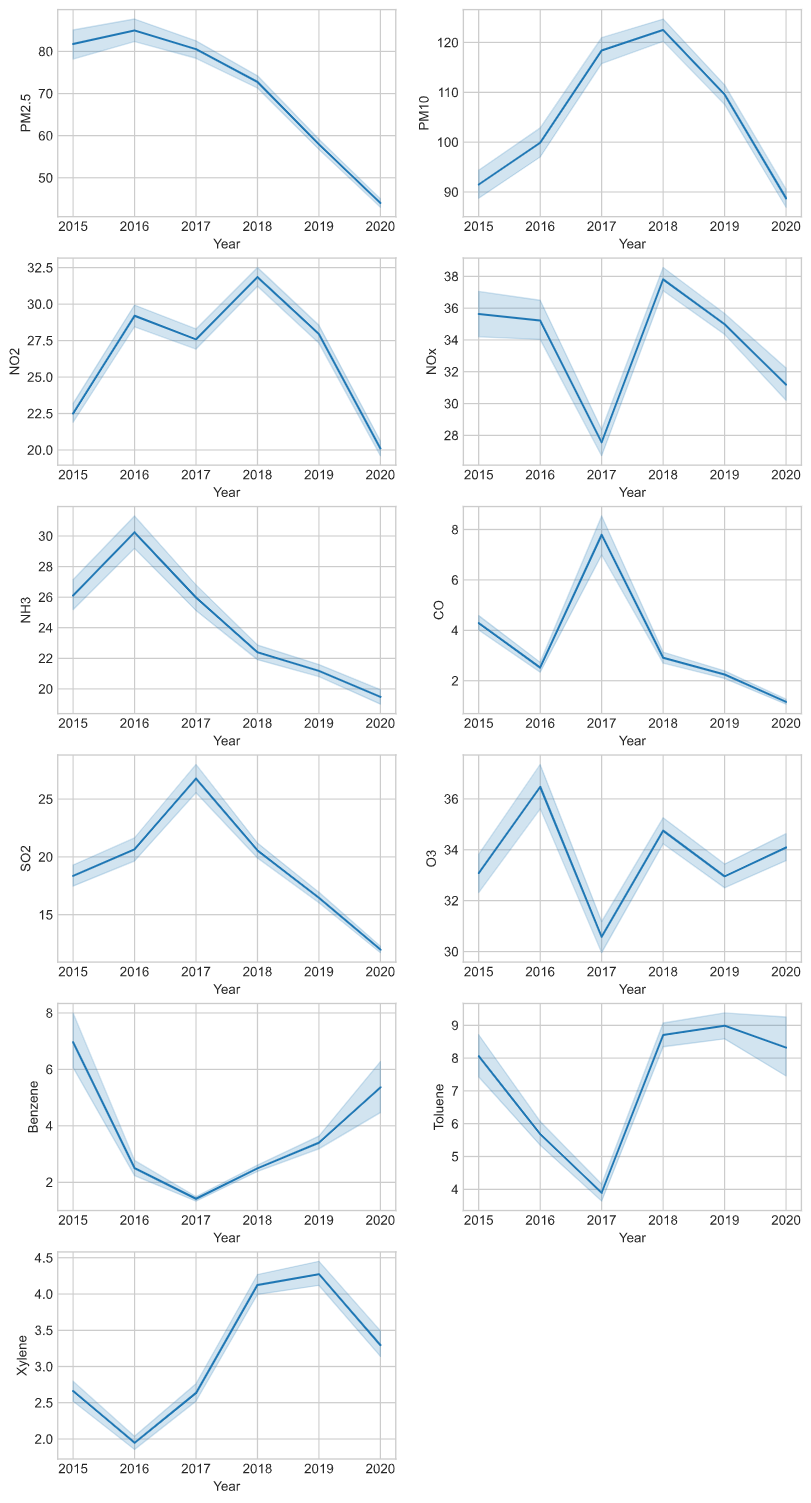 80
70
60
50
PM2.5
2015 2016 2017 2018 2019 2020
Year
120
110
100
90
PM10
2015 2016 2017 2018 2019 2020
Year
32.5
30.0
27.5
25.0
22.5
20.0
NO2
2015 2016 2017 2018 2019 2020
Year
38
36
34
32
30
28
NOx
2015 2016 2017 2018 2019 2020
Year
30
28
26
24
22
20
NH3
2015 2016 2017 2018 2019 2020
Year
8
6
4
2
CO
2015 2016 2017 2018 2019 2020
Year
25
20
15
SO2
2015 2016 2017 2018 2019 2020
Year
36
34
32
30
O3
2015 2016 2017 2018 2019 2020
Year
8
6
4
2
Benzene
2015 2016 2017 2018 2019 2020
Year
9
8
7
6
5
4
Toluene
2015 2016 2017 2018 2019 2020
Year
4.5
4.0
3.5
3.0
2.5
2.0
Xylene
2015 2016 2017 2018 2019 2020
Year